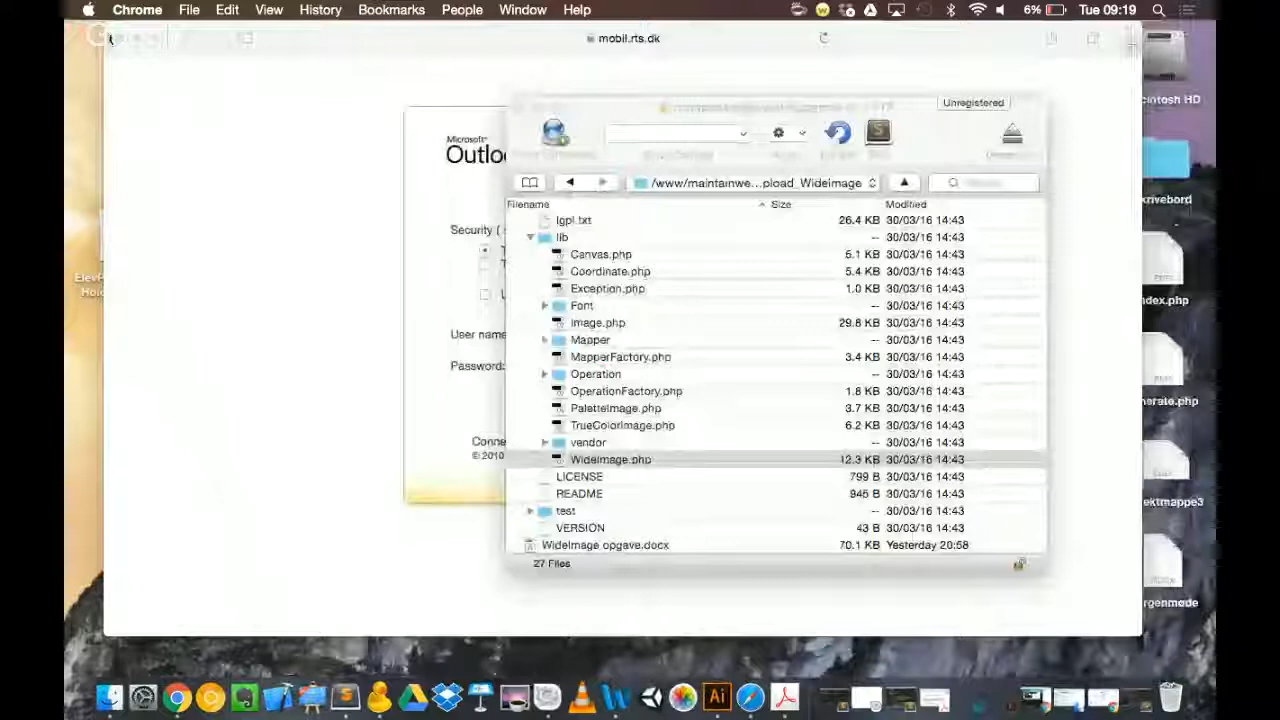 Chrome File Edit View History Bookmarks People Window Help 6% Tue 09:19
mobil.rts.dk
Unregistered
Microsoft
Outlo
/www/maintainwe...pload_WideImage
Filename Size Modified
lgpl.txt 26.4 KB 30/03/16 14:43
lib -- 30/03/16 14:43
Canvas.php 5.1 KB 30/03/16 14:43
Coordinate.php 5.4 KB 30/03/16 14:43
Exception.php 1.0 KB 30/03/16 14:43
Font -- 30/03/16 14:43
Image.php 29.8 KB 30/03/16 14:43
Mapper -- 30/03/16 14:43
MapperFactory.php 3.4 KB 30/03/16 14:43
Operation -- 30/03/16 14:43
OperationFactory.php 1.8 KB 30/03/16 14:43
PaletteImage.php 3.7 KB 30/03/16 14:43
TrueColorImage.php 6.2 KB 30/03/16 14:43
vendor -- 30/03/16 14:43
WideImage.php 12.3 KB 30/03/16 14:43
LICENSE 799 B 30/03/16 14:43
README 945 B 30/03/16 14:43
test -- 30/03/16 14:43
VERSION 43 B 30/03/16 14:43
WideImage opgave.docx 70.1 KB Yesterday 20:58
27 Files
Security (
User name
Password:
Conne
© 2010
ElevP
Hold
cintosh HD
krivebord
ndex.php
nerate.php
ektmappe3
rgenmøde
Ai